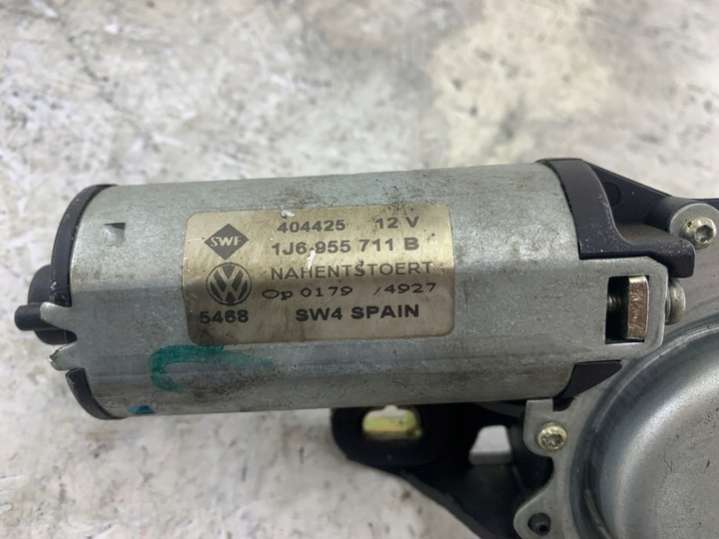 404425 12 V
SWF
1J6 955 711 B
NAHENTSTOERT
Op 0179 /4927
5468 SW4 SPAIN